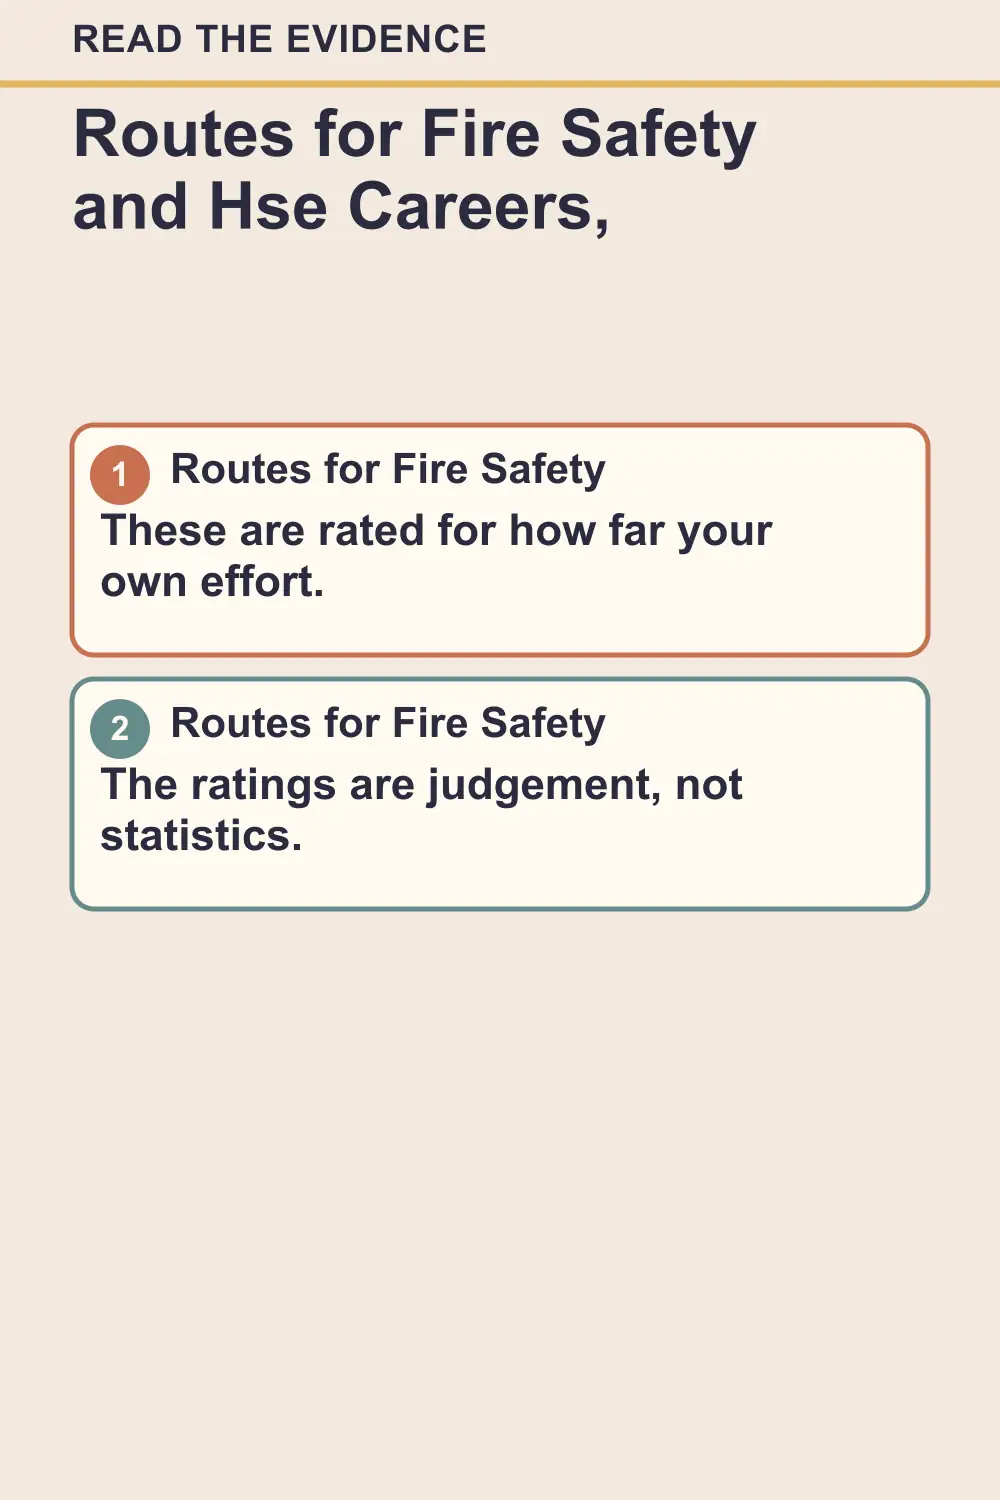 READ THE EVIDENCE
Routes for Fire Safety
and Hse Careers,
1 Routes for Fire Safety
These are rated for how far your
own effort.
2 Routes for Fire Safety
The ratings are judgement, not
statistics.